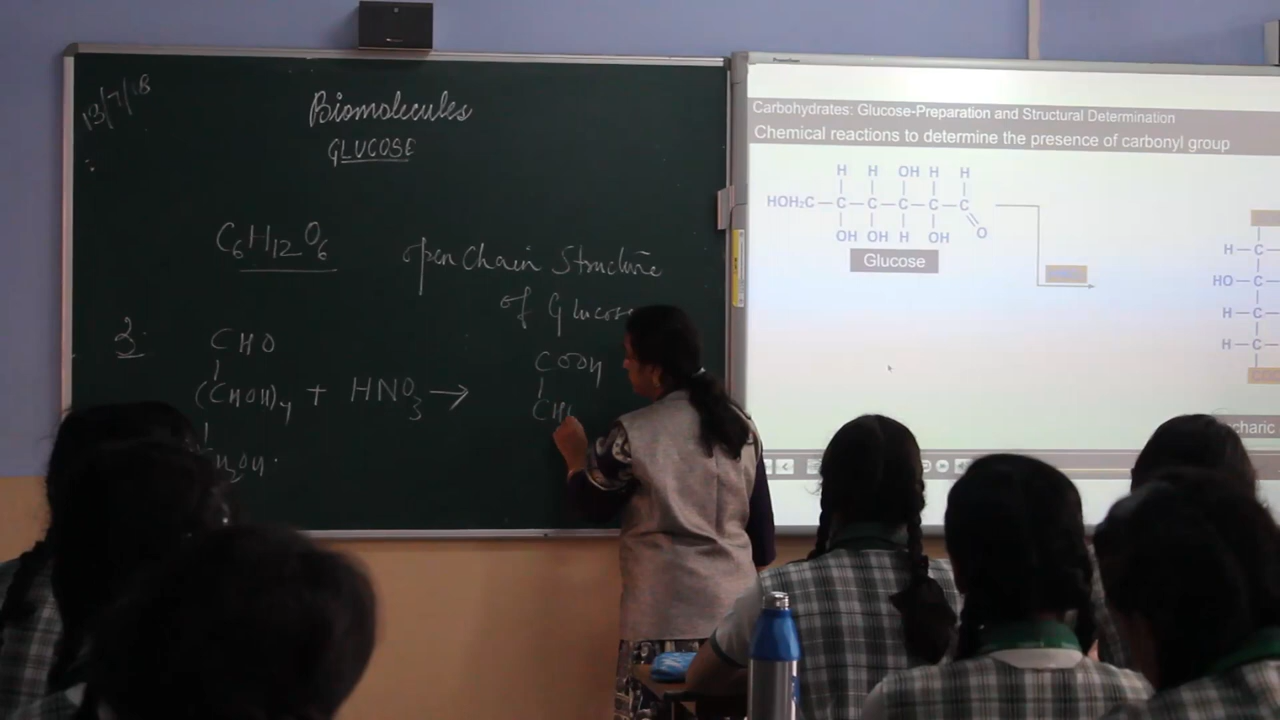 13/7/18
Biomolecules
GLUCOSE
C6H12O6
Open Chain Structure
of Glucose
3.
CHO
(CHOH)4 + HNO3 →
COOH
Carbohydrates: Glucose-Preparation and Structural Determination
Chemical reactions to determine the presence of carbonyl group
H H OH H H
HOH₂C—C—C—C—C—C
OH OH H OH O
Glucose
H—C
HO—C
H—C
H—C